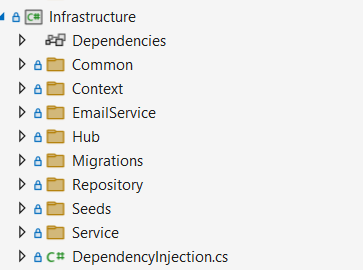 Infrastructure
Dependencies
Common
Context
EmailService
Hub
Migrations
Repository
Seeds
Service
C# DependencyInjection.cs